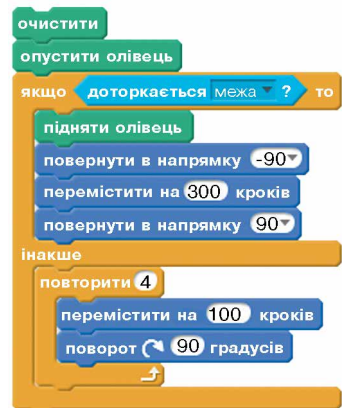 очистити
опустити олівець
якщо доторкається межа ? то
підняти олівець
повернути в напрямку -90
перемістити на 300 кроків
повернути в напрямку 90
інакше
повторити 4
перемістити на 100 кроків
поворот 90 градусів